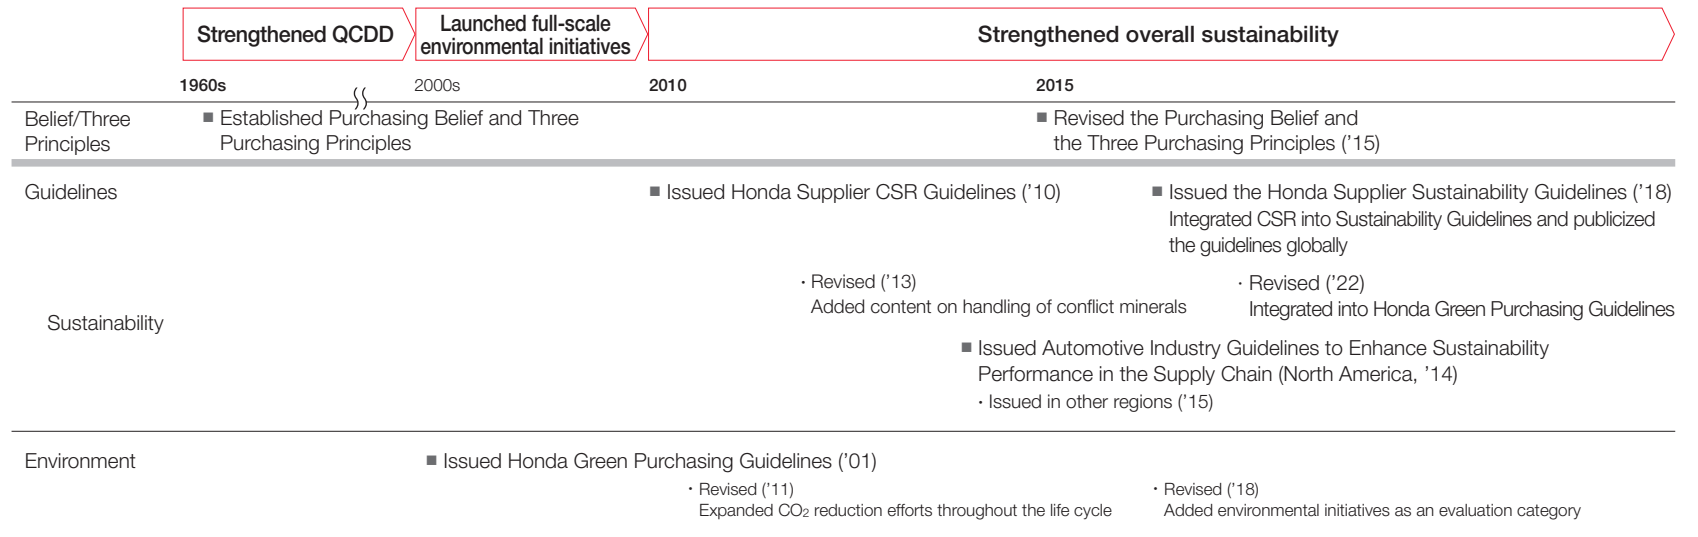 Strengthened QCDD
Launched full-scale
environmental initiatives
Strengthened overall sustainability
1960s
2000s
2010
2015
Belief/Three
Principles
■ Established Purchasing Belief and Three
Purchasing Principles
■ Revised the Purchasing Belief and
the Three Purchasing Principles (’15)
Guidelines
■ Issued Honda Supplier CSR Guidelines (’10)
■ Issued the Honda Supplier Sustainability Guidelines (’18)
Integrated CSR into Sustainability Guidelines and publicized
the guidelines globally
・Revised (’13)
Added content on handling of conflict minerals
・Revised (’22)
Integrated into Honda Green Purchasing Guidelines
Sustainability
■ Issued Automotive Industry Guidelines to Enhance Sustainability
Performance in the Supply Chain (North America, ’14)
・Issued in other regions (’15)
Environment
■ Issued Honda Green Purchasing Guidelines (’01)
・Revised (’11)
Expanded CO₂ reduction efforts throughout the life cycle
・Revised (’18)
Added environmental initiatives as an evaluation category